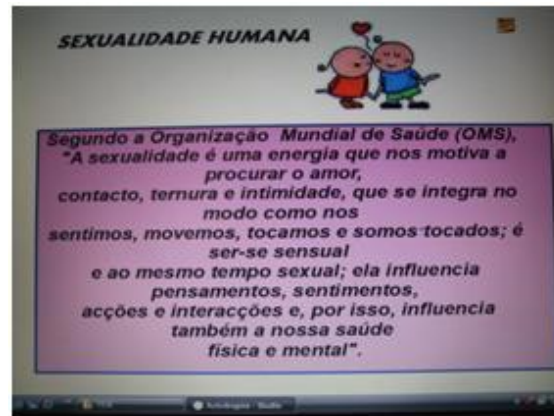 SEXUALIDADE HUMANA
Segundo a Organização Mundial de Saúde (OMS),
"A sexualidade é uma energia que nos motiva a
procurar o amor,
contacto, ternura e intimidade, que se integra no
modo como nos
sentimos, movemos, tocamos e somos tocados; é
ser-se sensual
e ao mesmo tempo sexual; ela influencia
pensamentos, sentimentos,
acções e interacções e, por isso, influencia
também a nossa saúde
física e mental".